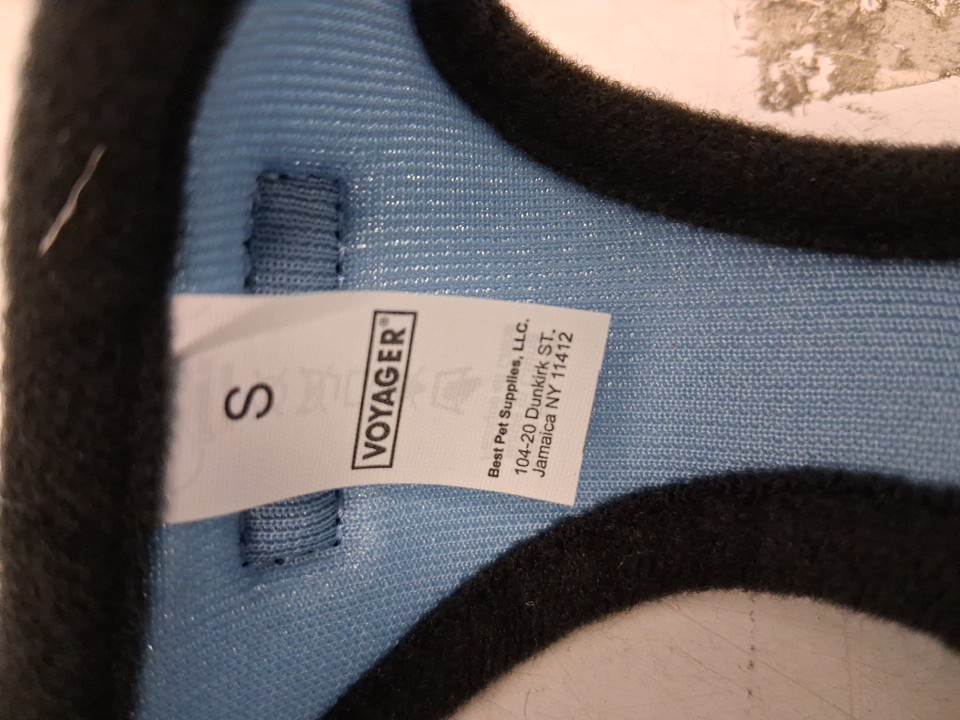 S
VOYAGER®
Best Pet Supplies, LLC.
104-20 Dunkirk ST.
Jamaica NY 11412